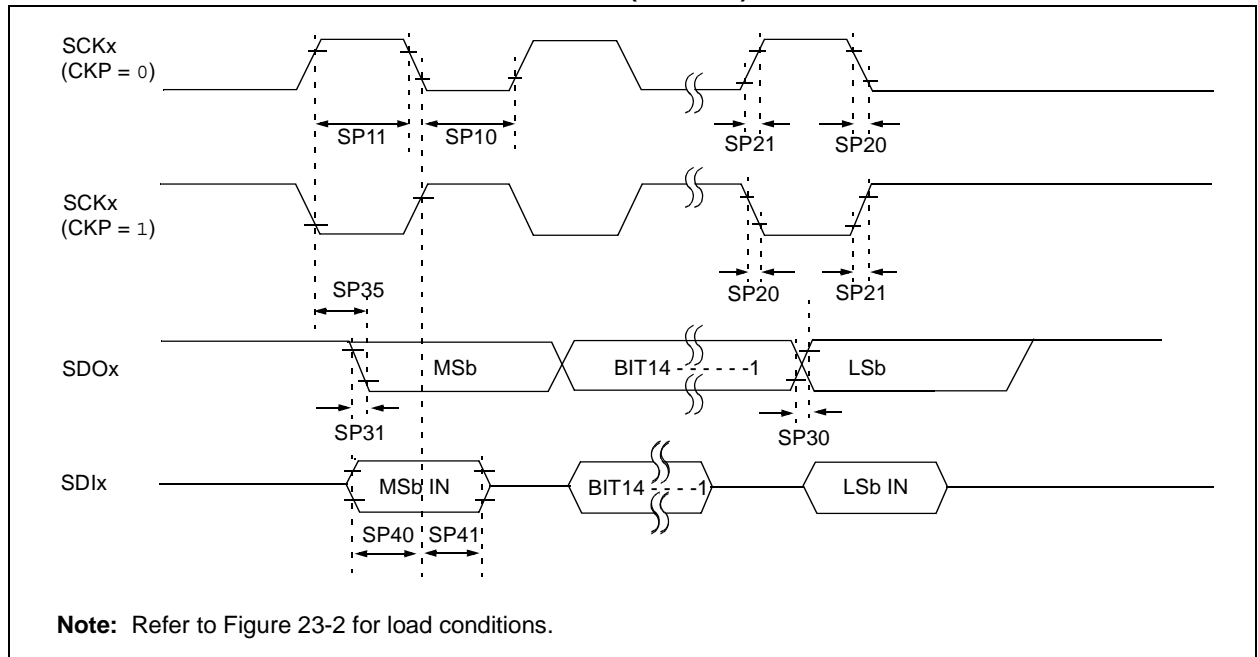 SCKx
(CKP = 0)
SP11
SP10
SP21
SP20
SCKx
(CKP = 1)
SP35
SP20
SP21
SDOx
MSb
BIT14 - - - - - -1
LSb
SP31
SP30
SDIx
MSb IN
BIT14 - - - -1
LSb IN
SP40
SP41
Note: Refer to Figure 23-2 for load conditions.